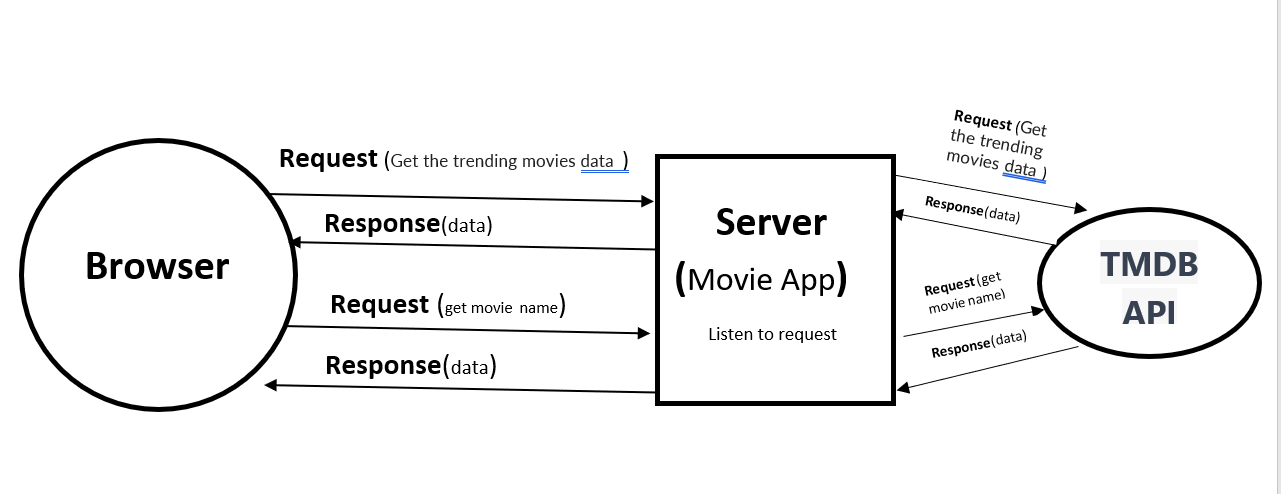 Request (Get the trending movies data )
Response(data)
Request (get movie name)
Response(data)
Browser
Server
(Movie App)
Listen to request
Request (Get
the trending
movies data )
Response(data)
Request(get
movie name)
Response(data)
TMDB
API